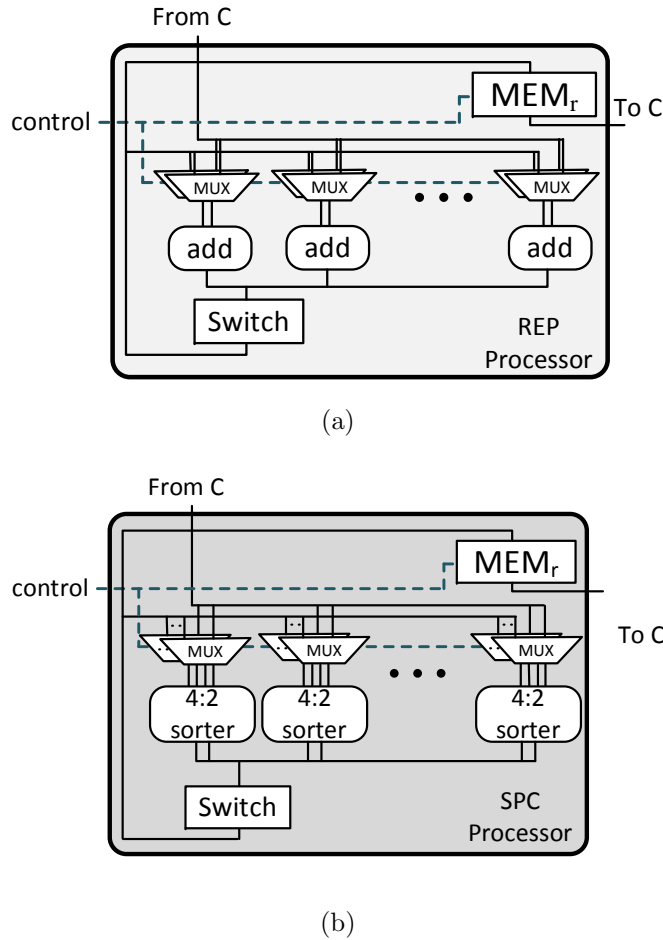 From C
MEMr
To C
control
MUX
MUX
MUX
add
add
add
Switch
REP
Processor
(a)
From C
MEMr
control
To C
MUX
MUX
MUX
4:2
sorter
4:2
sorter
4:2
sorter
Switch
SPC
Processor
(b)